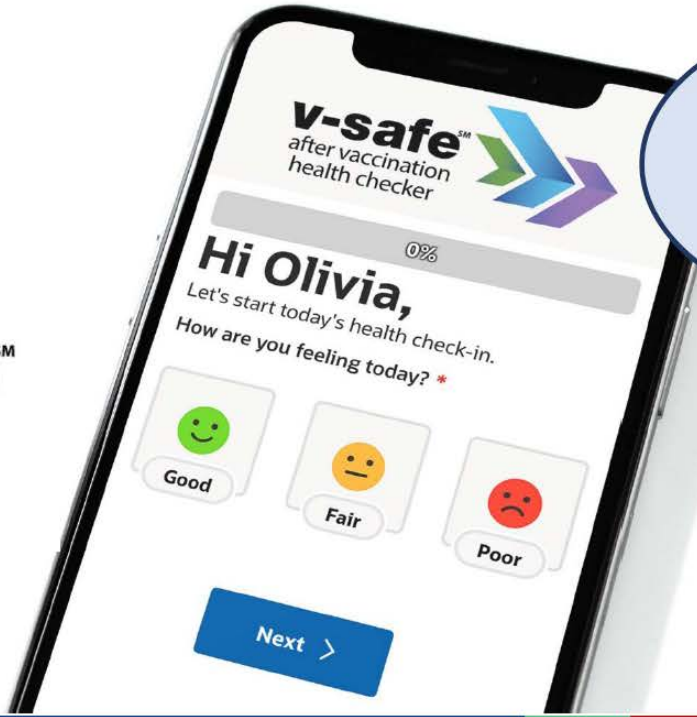 v-safe℠
after vaccination
health checker
0%
Hi Olivia,
Let's start today's health check-in.
How are you feeling today? *
Good
Fair
Poor
Next >
SM